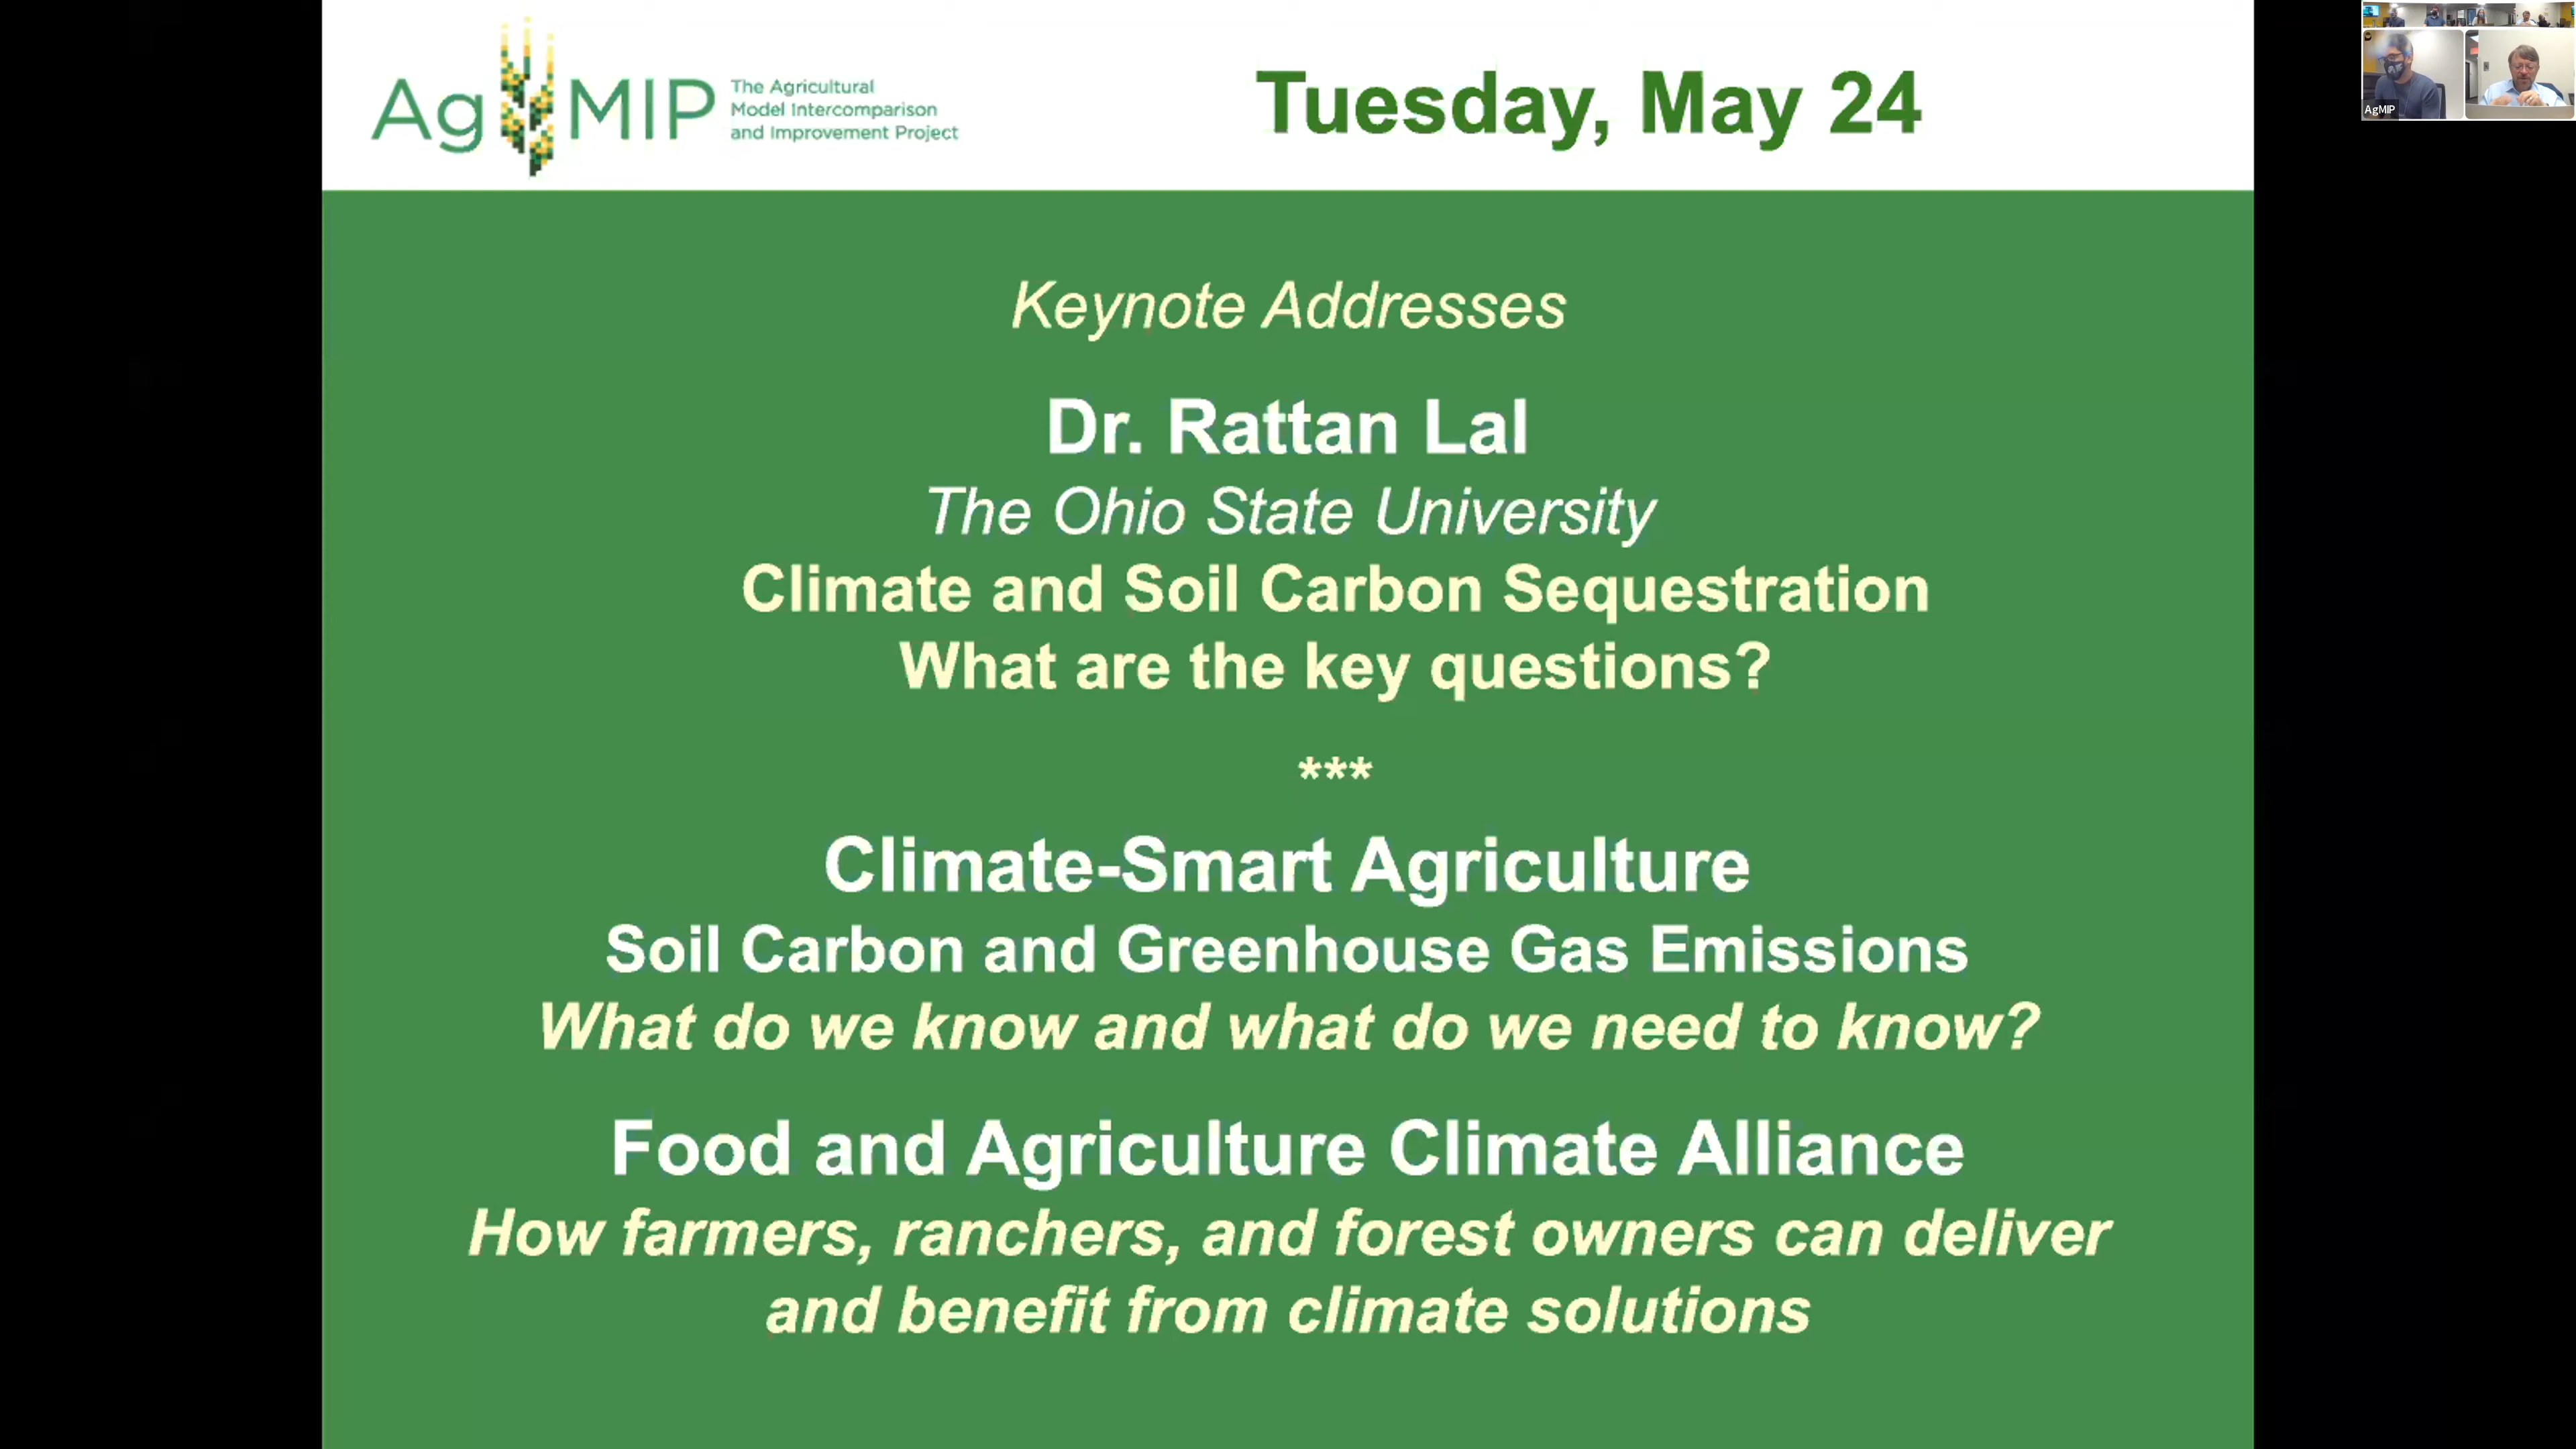 AgMIP
The Agricultural
Model Intercomparison
and Improvement Project
Tuesday, May 24
Keynote Addresses
Dr. Rattan Lal
The Ohio State University
Climate and Soil Carbon Sequestration
What are the key questions?
***
Climate-Smart Agriculture
Soil Carbon and Greenhouse Gas Emissions
What do we know and what do we need to know?
Food and Agriculture Climate Alliance
How farmers, ranchers, and forest owners can deliver
and benefit from climate solutions
AgMIP